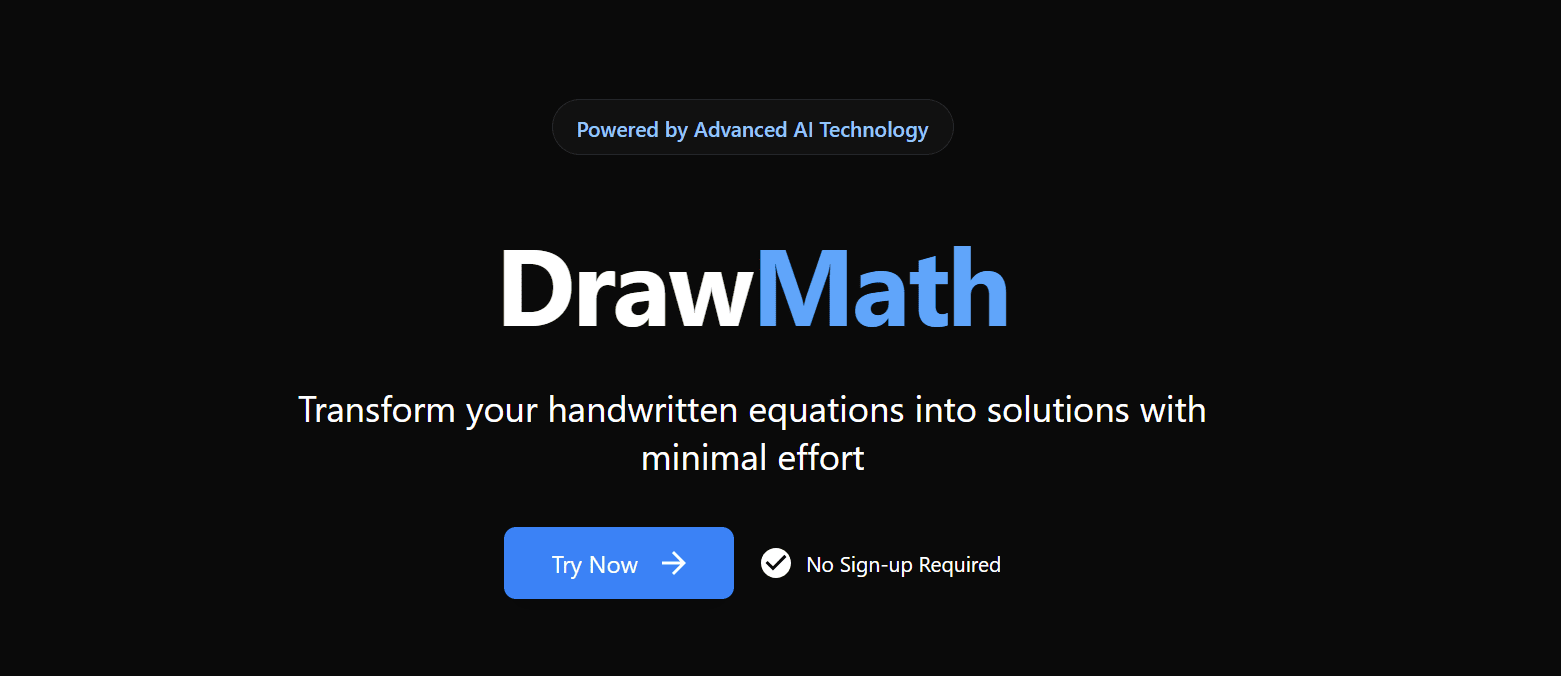 Powered by Advanced AI Technology
DrawMath
Transform your handwritten equations into solutions with
minimal effort
Try Now
No Sign-up Required